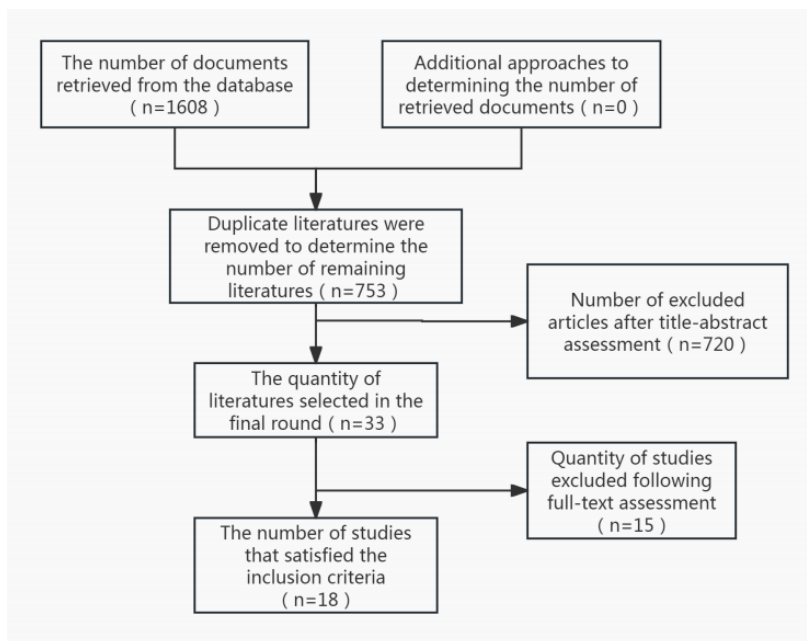 The number of documents
retrieved from the database
( n=1608 )
Additional approaches to
determining the number of
retrieved documents ( n=0 )
Duplicate literatures were
removed to determine the
number of remaining
literatures ( n=753 )
Number of excluded
articles after title-abstract
assessment ( n=720 )
The quantity of
literatures selected in the
final round ( n=33 )
Quantity of studies
excluded following
full-text assessment
( n=15 )
The number of studies
that satisfied the
inclusion criteria
( n=18 )